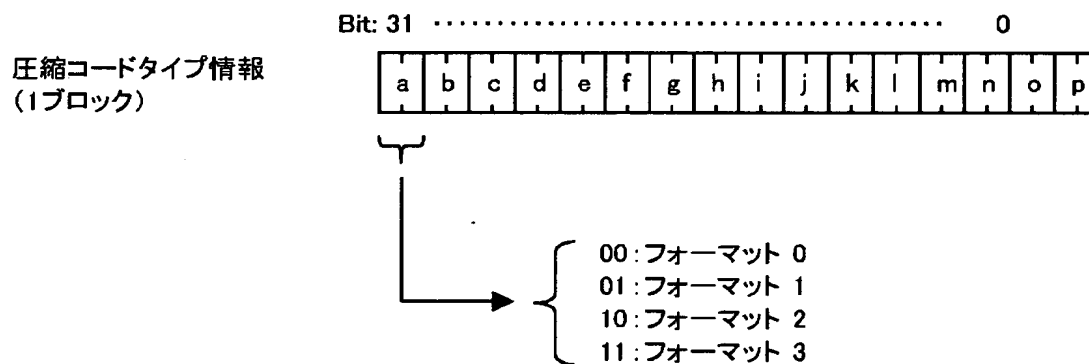 Bit: 31 ······································ 0
圧縮コードタイプ情報
(1ブロック)
a b c d e f g h i j k l m n o p
00:フォーマット 0
01:フォーマット 1
10:フォーマット 2
11:フォーマット 3